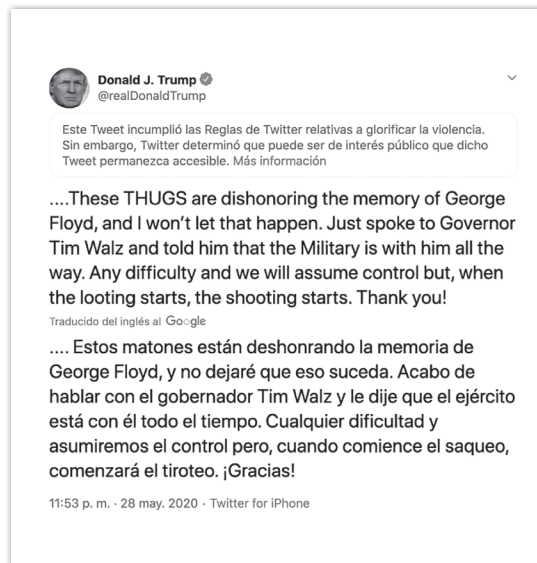 Donald J. Trump
@realDonaldTrump
Este Tweet incumplió las Reglas de Twitter relativas a glorificar la violencia.
Sin embargo, Twitter determinó que puede ser de interés público que dicho
Tweet permanezca accesible. Más información
....These THUGS are dishonoring the memory of George
Floyd, and I won't let that happen. Just spoke to Governor
Tim Walz and told him that the Military is with him all the
way. Any difficulty and we will assume control but, when
the looting starts, the shooting starts. Thank you!
Traducido del inglés al Google
.... Estos matones están deshonrando la memoria de
George Floyd, y no dejaré que eso suceda. Acabo de
hablar con el gobernador Tim Walz y le dije que el ejército
está con él todo el tiempo. Cualquier dificultad y
asumiremos el control pero, cuando comience el saqueo,
comenzará el tiroteo. ¡Gracias!
11:53 p. m. · 28 may. 2020 · Twitter for iPhone